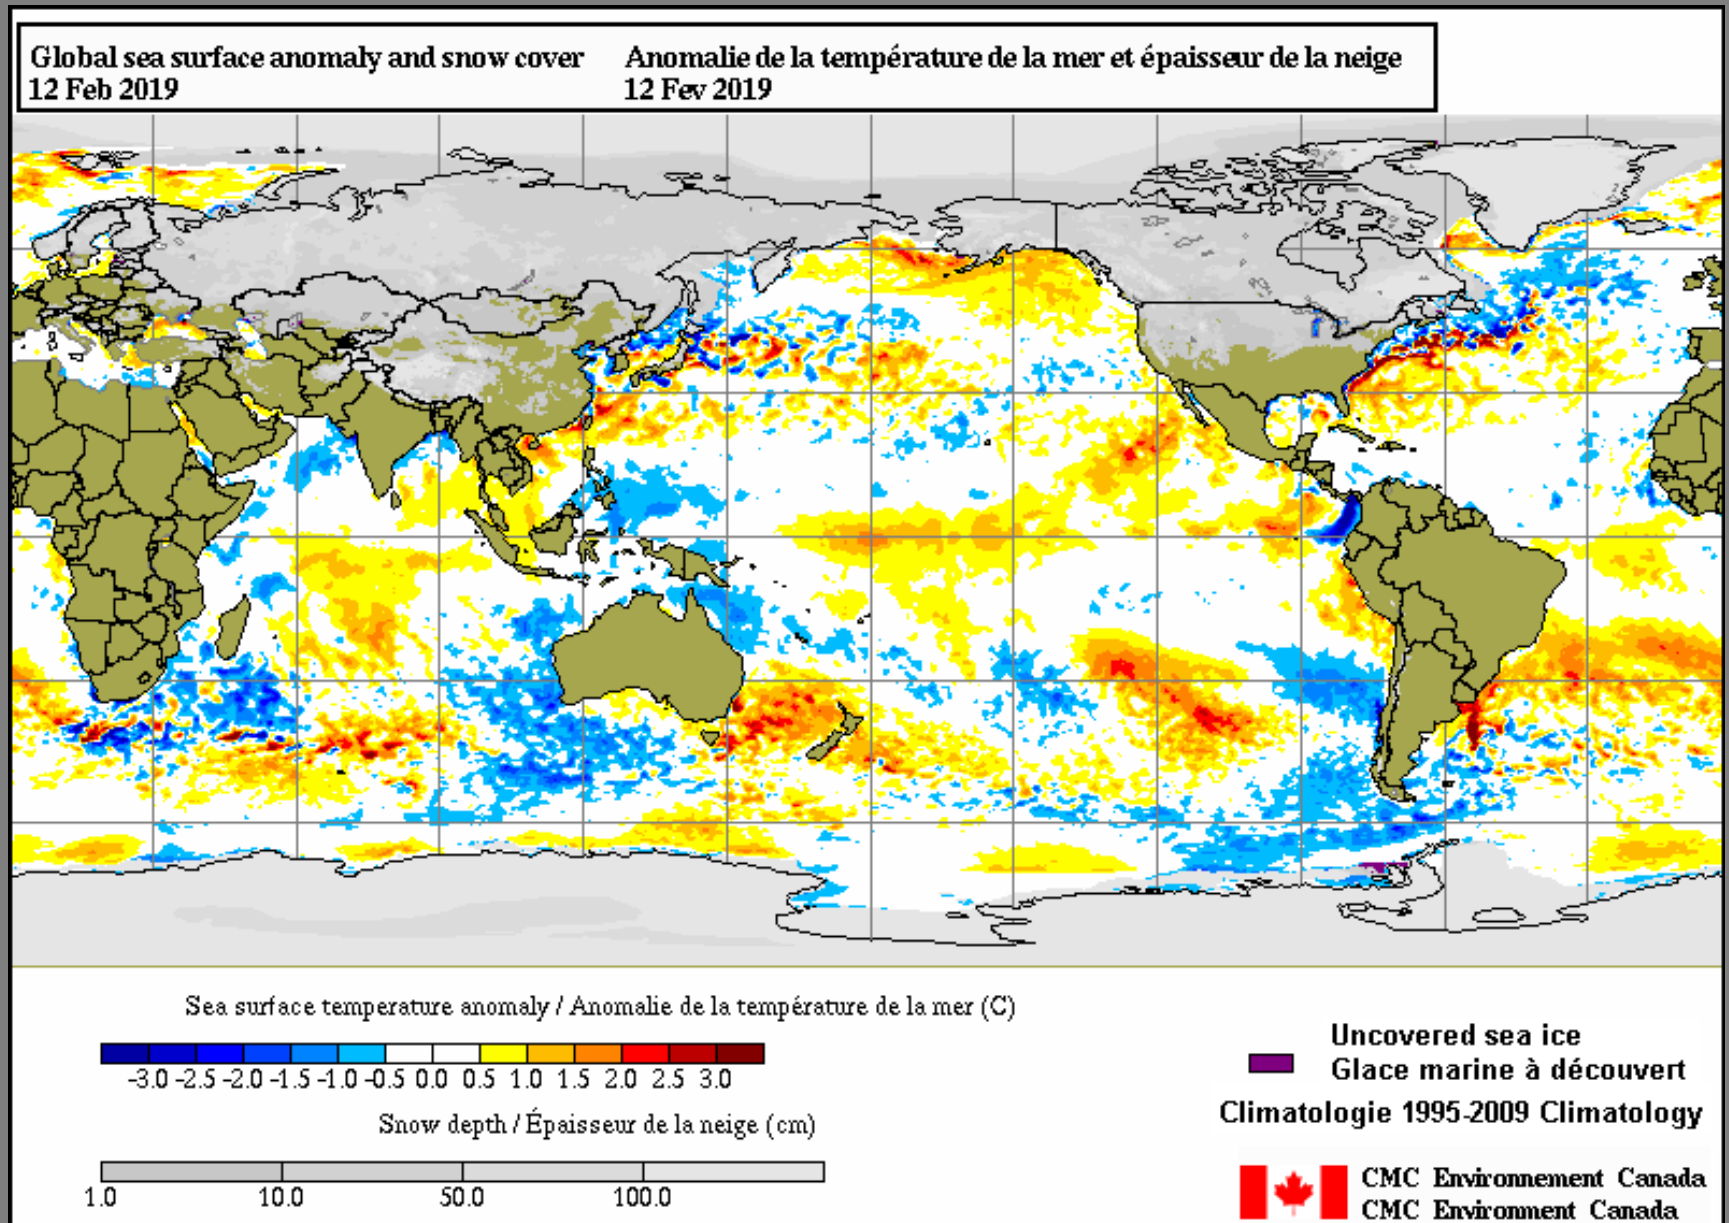 Global sea surface anomaly and snow cover
12 Feb 2019
Anomalie de la température de la mer et épaisseur de la neige
12 Fev 2019
Sea surface temperature anomaly / Anomalie de la température de la mer (C)
-3.0 -2.5 -2.0 -1.5 -1.0 -0.5 0.0 0.5 1.0 1.5 2.0 2.5 3.0
Snow depth / Épaisseur de la neige (cm)
1.0 10.0 50.0 100.0
Uncovered sea ice
Glace marine à découvert
Climatologie 1995-2009 Climatology
CMC Environnement Canada
CMC Environment Canada